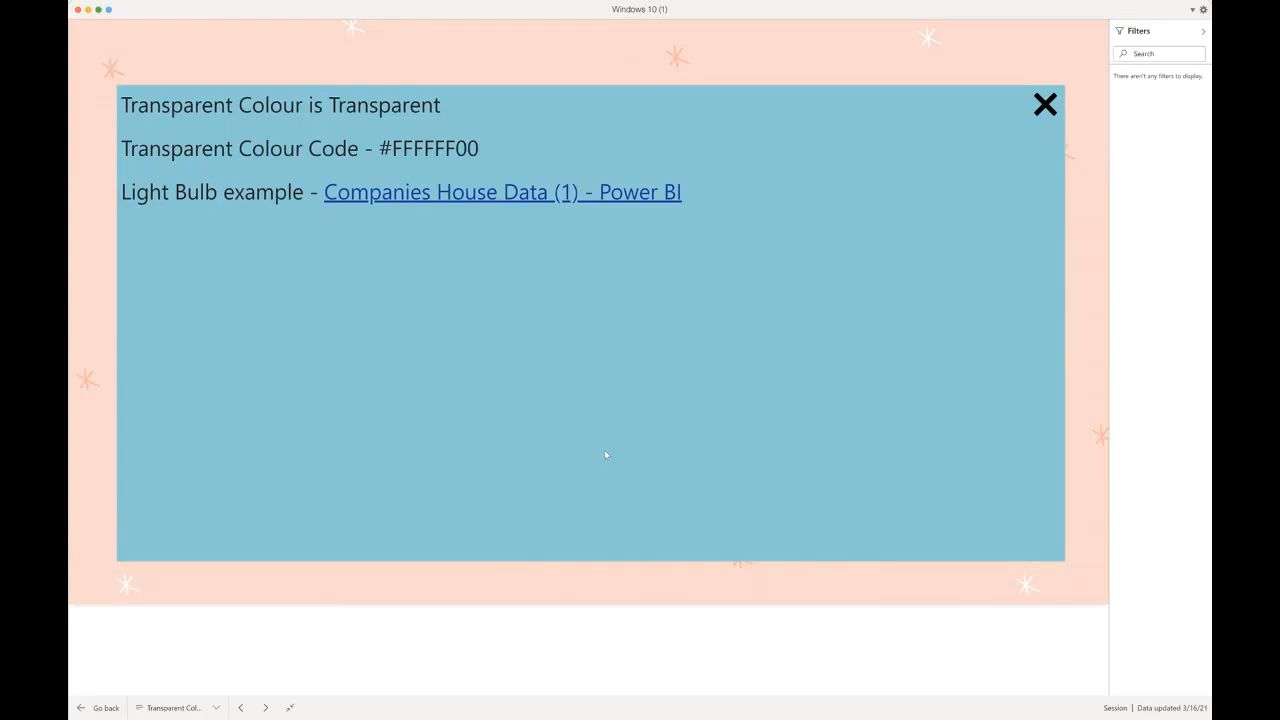 Windows 10 (1)
Filters
Search
There aren't any filters to display.
Transparent Colour is Transparent
Transparent Colour Code - #FFFFFF00
Light Bulb example - Companies House Data (1) - Power BI
Go back
Transparent Col...
Session | Data updated 3/16/21